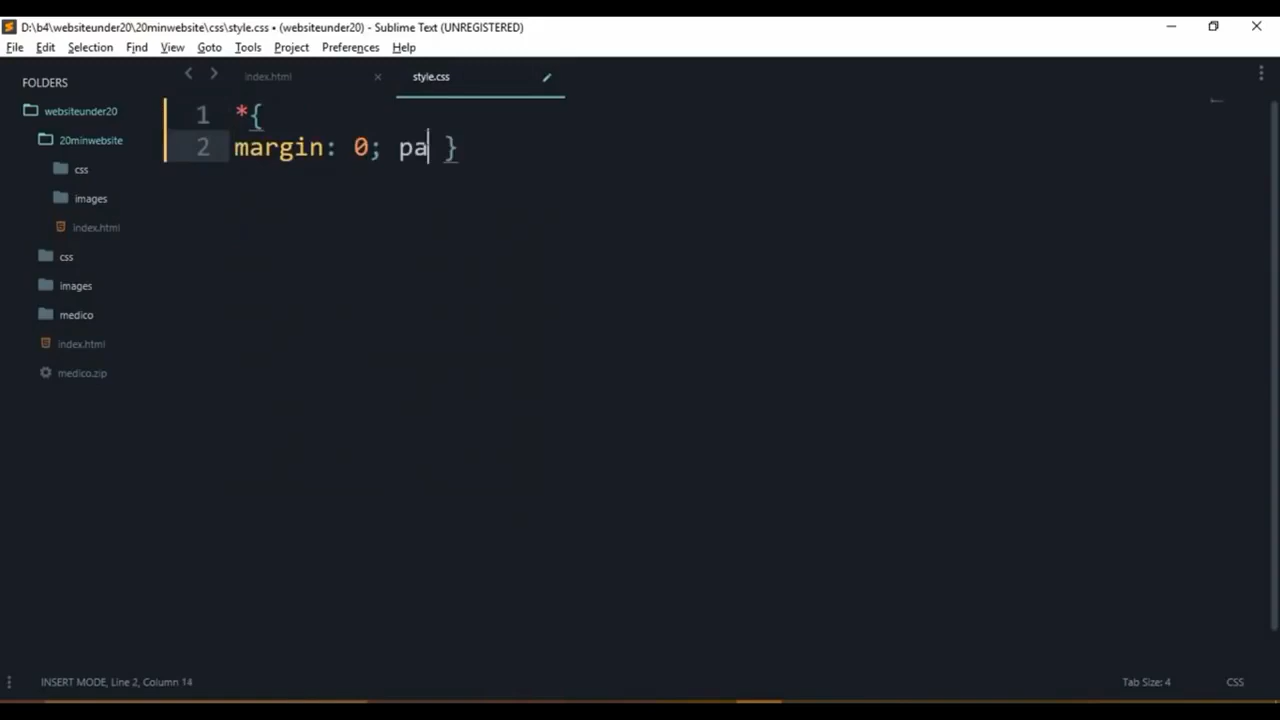 D:\b4\websiteunder20\20minwebsite\css\style.css • (websiteunder20) - Sublime Text (UNREGISTERED)
File Edit Selection Find View Goto Tools Project Preferences Help
FOLDERS
websiteunder20
20minwebsite
css
images
index.html
css
images
medico
index.html
medico.zip
index.html style.css
1 *{
2 margin: 0; pa }
INSERT MODE, Line 2, Column 14 Tab Size: 4 CSS